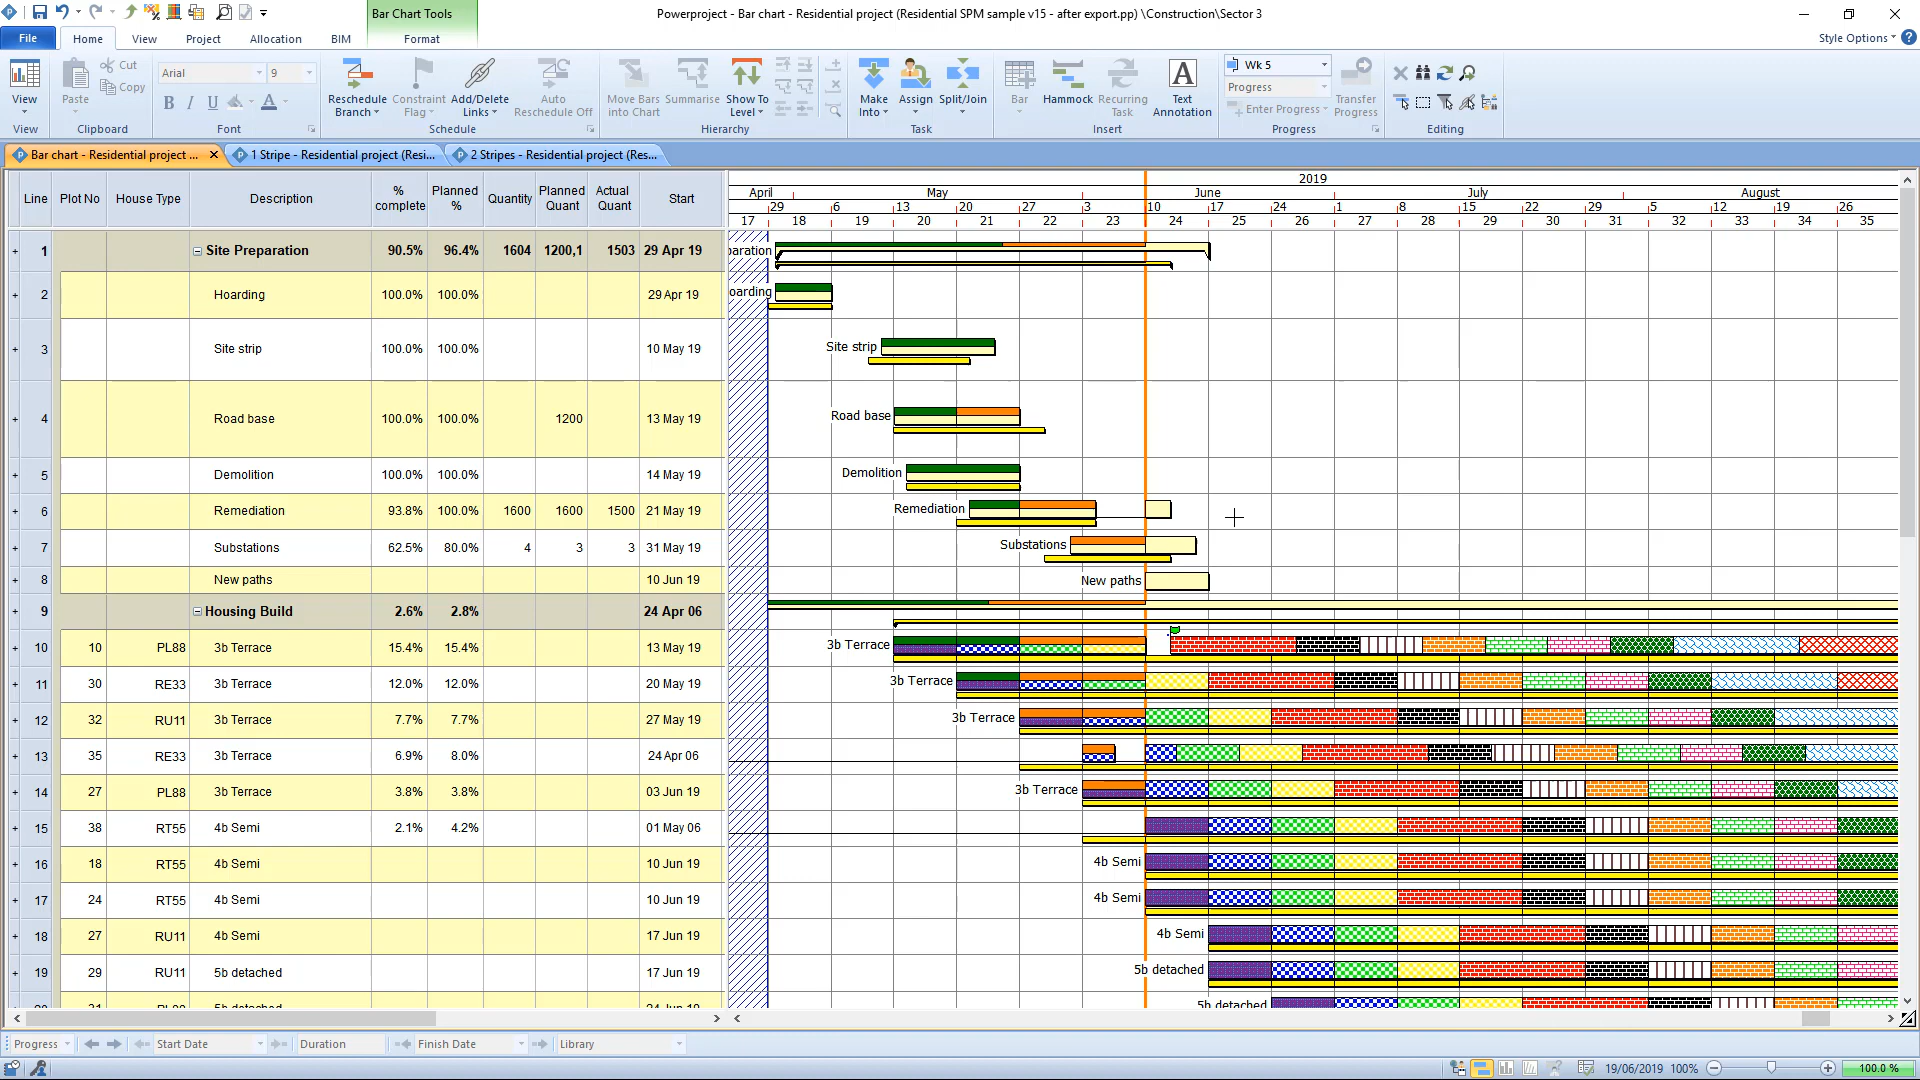 Bar Chart Tools
Powerproject - Bar chart - Residential project (Residential SPM sample v15 - after export.pp) \Construction\Sector 3
File Home View Project Allocation BIM Format Style Options
View Paste Cut Copy Arial 9 Reschedule Branch Constraint Flag Add/Delete Links Auto Reschedule Off Move Bars into Chart Summarise Show To Level Make Into Assign Split/Join Bar Hammock Recurring Task Text Annotation Wk 5 Progress Enter Progress Transfer Progress
B I U A
View Clipboard Font Schedule Hierarchy Task Insert Progress Editing
Bar chart - Residential project ... 1 Stripe - Residential project (Resi... 2 Stripes - Residential project (Res...
Line Plot No House Type Description % complete Planned % Quantity Planned Quant Actual Quant Start
2019
April May June July August
29 6 13 20 27 3 10 17 24 1 8 15 22 29 5 12 19 26
17 18 19 20 21 22 23 24 25 26 27 28 29 30 31 32 33 34 35
1 Site Preparation 90.5% 96.4% 1604 1200,1 1503 29 Apr 19 paration
2 Hoarding 100.0% 100.0% 29 Apr 19 oarding
3 Site strip 100.0% 100.0% 10 May 19 Site strip
4 Road base 100.0% 100.0% 1200 13 May 19 Road base
5 Demolition 100.0% 100.0% 14 May 19 Demolition
6 Remediation 93.8% 100.0% 1600 1600 1500 21 May 19 Remediation
7 Substations 62.5% 80.0% 4 3 3 31 May 19 Substations
8 New paths 10 Jun 19 New paths
9 Housing Build 2.6% 2.8% 24 Apr 06
10 10 PL88 3b Terrace 15.4% 15.4% 13 May 19 3b Terrace
11 30 RE33 3b Terrace 12.0% 12.0% 20 May 19 3b Terrace
12 32 RU11 3b Terrace 7.7% 7.7% 27 May 19 3b Terrace
13 35 RE33 3b Terrace 6.9% 8.0% 24 Apr 06
14 27 PL88 3b Terrace 3.8% 3.8% 03 Jun 19 3b Terrace
15 38 RT55 4b Semi 2.1% 4.2% 01 May 06
16 18 RT55 4b Semi 10 Jun 19 4b Semi
17 24 RT55 4b Semi 10 Jun 19 4b Semi
18 27 RU11 4b Semi 17 Jun 19 4b Semi
19 29 RU11 5b detached 17 Jun 19 5b detached
5b detached 5b detached
Progress Start Date Duration Finish Date Library
19/06/2019 100% 100.0 %